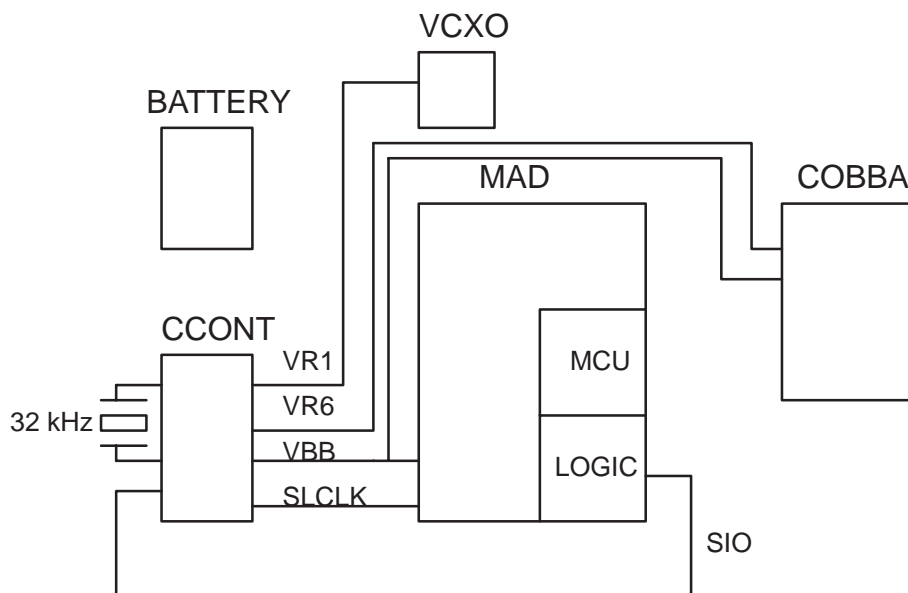 VCXO
BATTERY
MAD
COBBA
CCONT
VR1
MCU
VR6
32 kHz
VBB
LOGIC
SLCLK
SIO